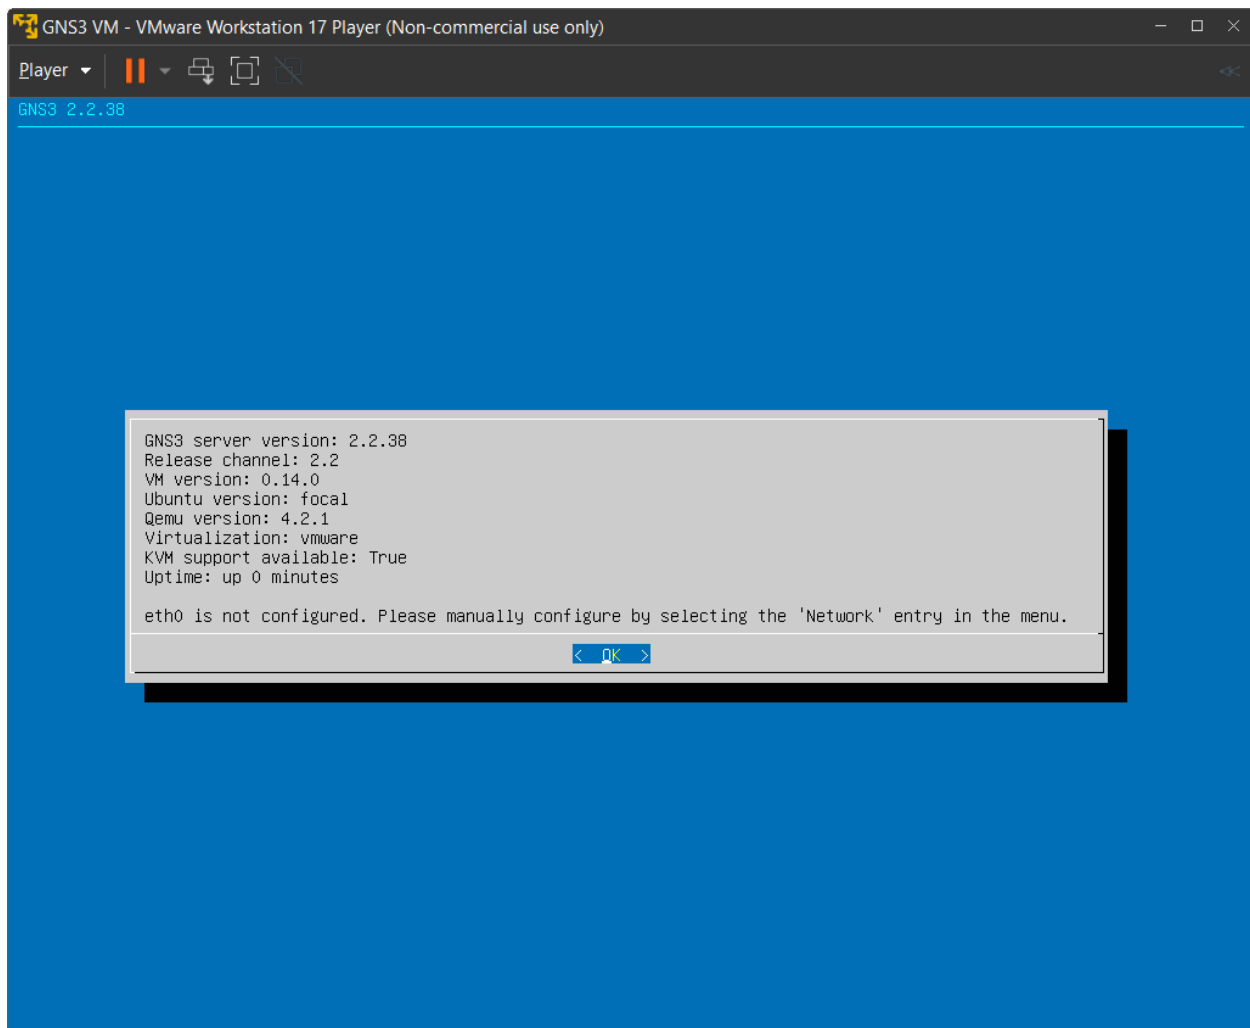 GNS3 VM - VMware Workstation 17 Player (Non-commercial use only)
Player
GNS3 2.2.38
GNS3 server version: 2.2.38
Release channel: 2.2
VM version: 0.14.0
Ubuntu version: focal
Qemu version: 4.2.1
Virtualization: vmware
KVM support available: True
Uptime: up 0 minutes
eth0 is not configured. Please manually configure by selecting the 'Network' entry in the menu.
< OK >